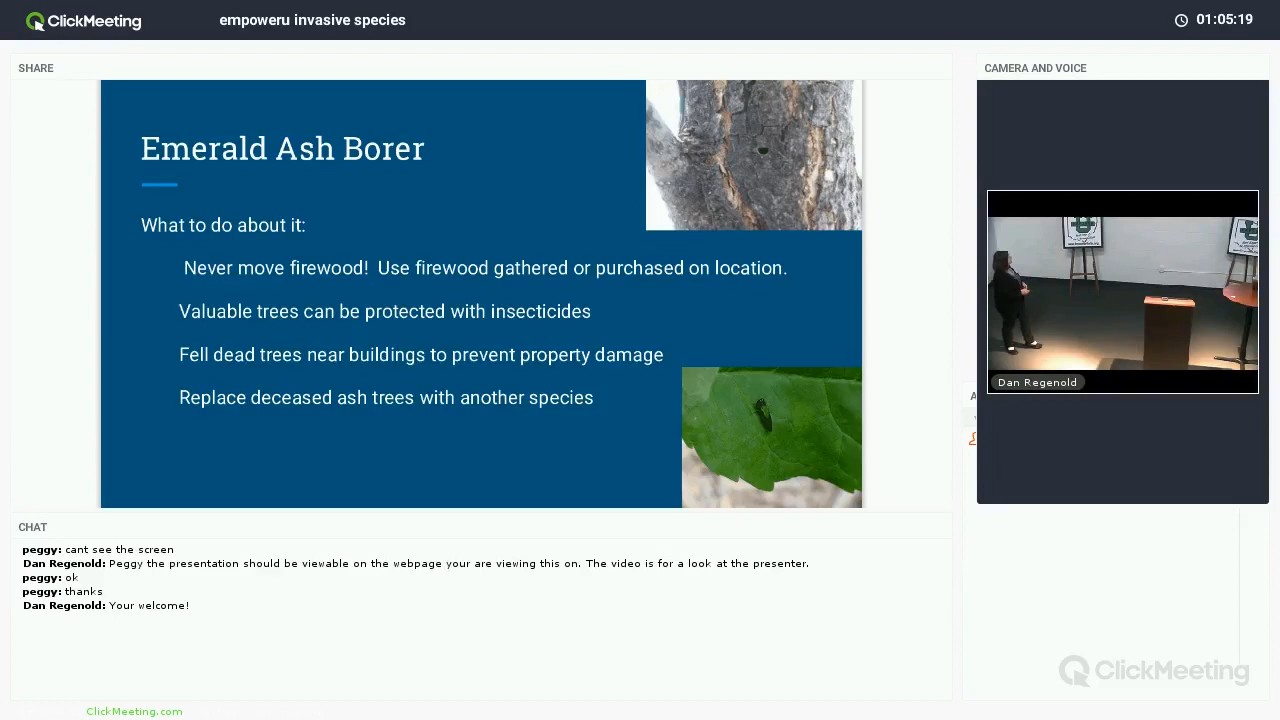 ClickMeeting
empoweru invasive species
01:05:19
SHARE
CAMERA AND VOICE
Emerald Ash Borer
What to do about it:
Never move firewood!  Use firewood gathered or purchased on location.
Valuable trees can be protected with insecticides
Fell dead trees near buildings to prevent property damage
Replace deceased ash trees with another species
Dan Regenold
CHAT
peggy: cant see the screen
Dan Regenold: Peggy the presentation should be viewable on the webpage your are viewing this on. The video is for a look at the presenter.
peggy: ok
peggy: thanks
Dan Regenold: Your welcome!
ClickMeeting
ClickMeeting.com